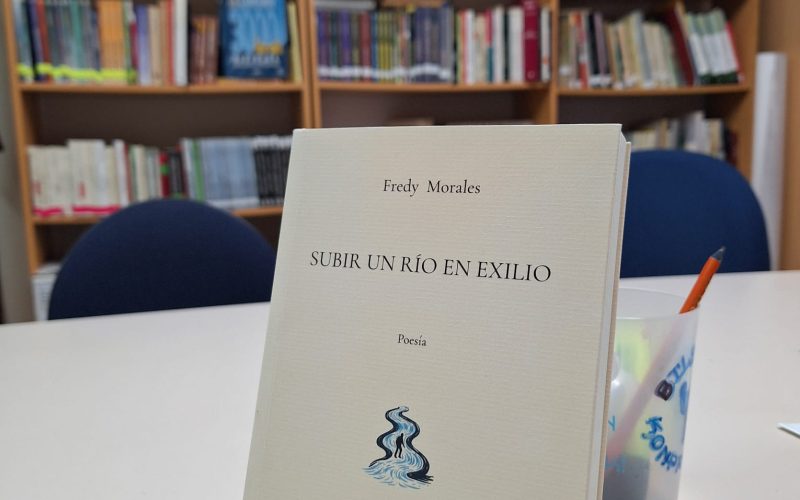 Fredy Morales
SUBIR UN RÍO EN EXILIO
Poesía